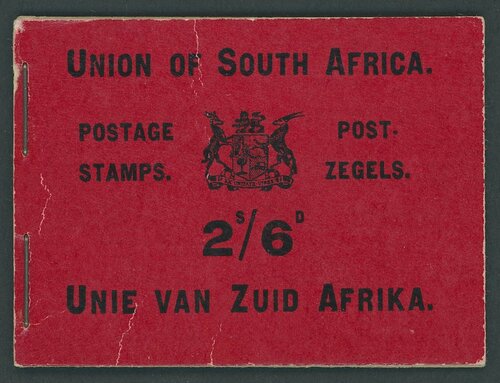 UNION OF SOUTH AFRICA.
POSTAGE
STAMPS.
POST-
ZEGELS.
2S/6D
UNIE VAN ZUID AFRIKA.